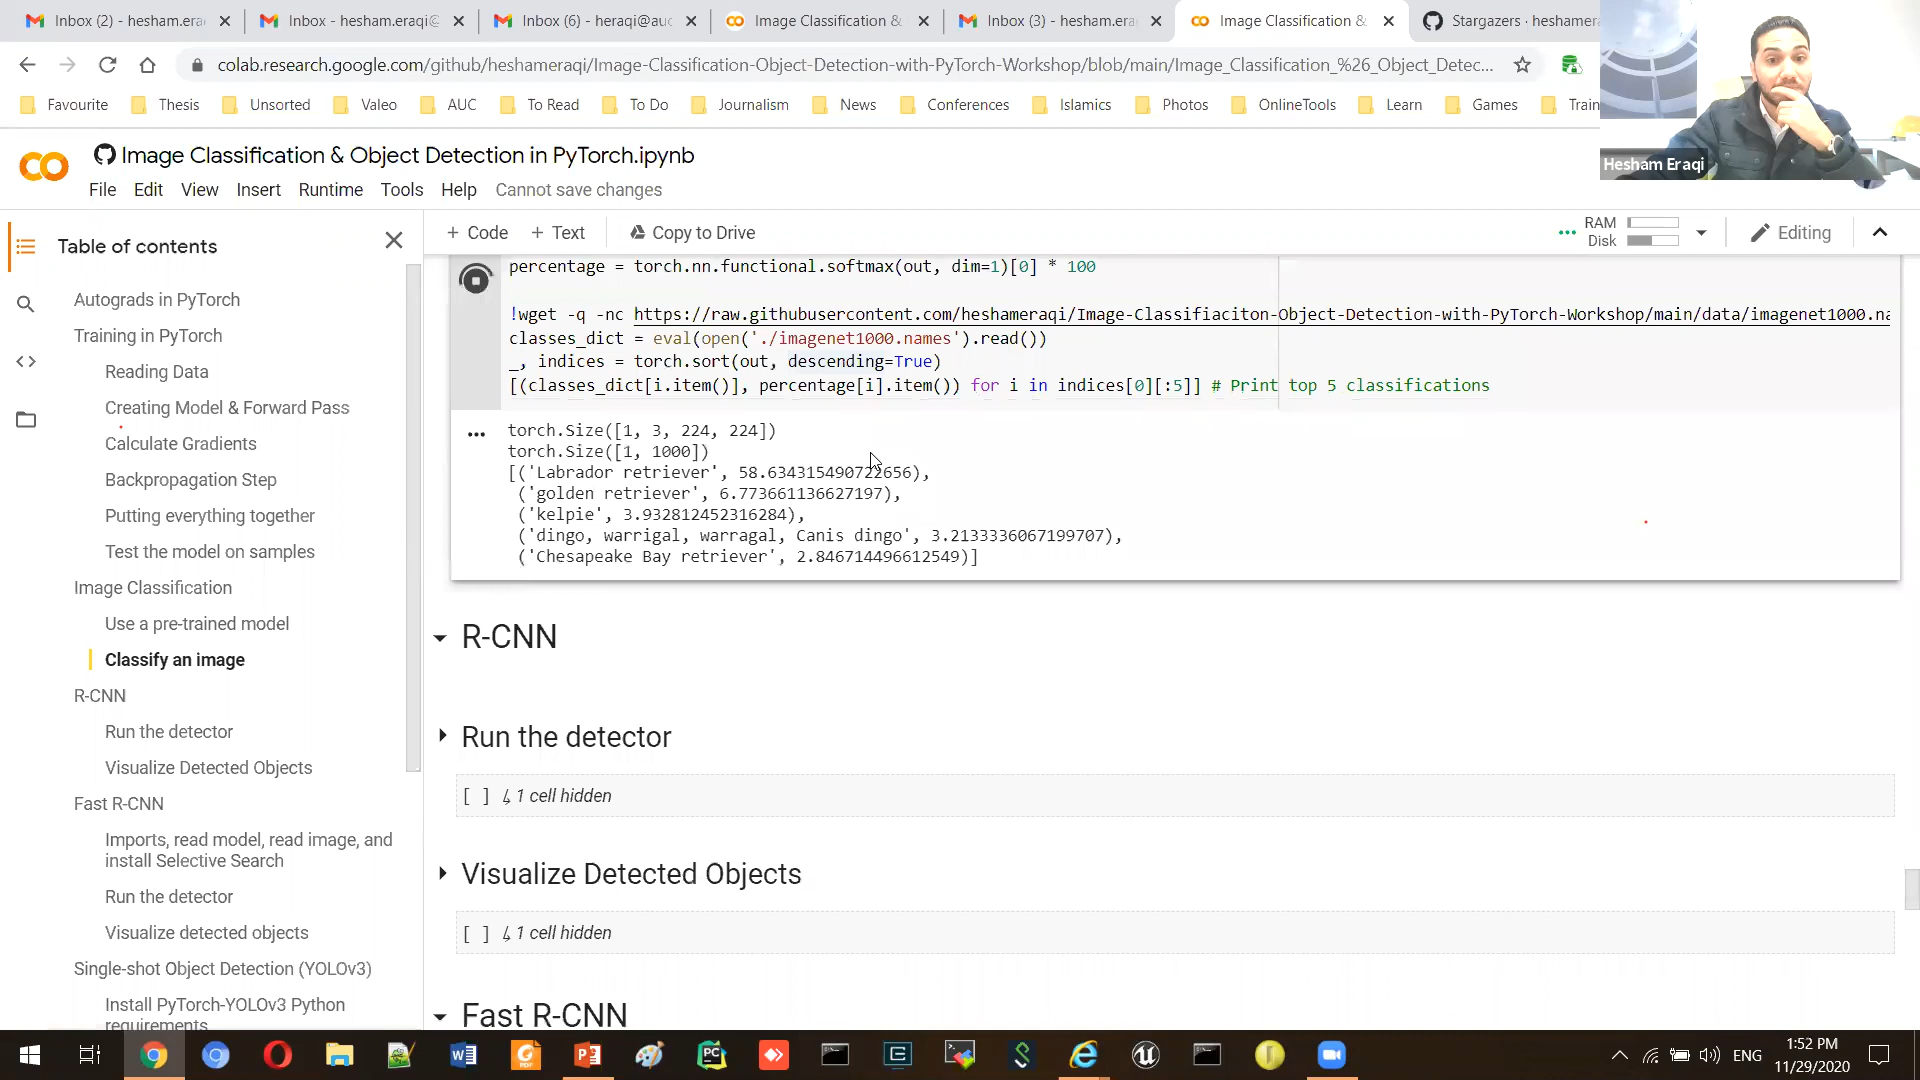 Inbox (2) - hesham.era
Inbox - hesham.eraqi@
Inbox (6) - heraqi@auc
Image Classification &
Inbox (3) - hesham.era
Image Classification &
Stargazers · heshamera
colab.research.google.com/github/heshameraqi/Image-Classification-Object-Detection-with-PyTorch-Workshop/blob/main/Image_Classification_%26_Object_Detec...
Favourite
Thesis
Unsorted
Valeo
AUC
To Read
To Do
Journalism
News
Conferences
Islamics
Photos
OnlineTools
Learn
Games
Train
Hesham Eraqi
Image Classification & Object Detection in PyTorch.ipynb
File Edit View Insert Runtime Tools Help Cannot save changes
Table of contents
+ Code + Text Copy to Drive
RAM
Disk
Editing
Autograds in PyTorch
Training in PyTorch
Reading Data
Creating Model & Forward Pass
Calculate Gradients
Backpropagation Step
Putting everything together
Test the model on samples
Image Classification
Use a pre-trained model
Classify an image
R-CNN
Run the detector
Visualize Detected Objects
Fast R-CNN
Imports, read model, read image, and
install Selective Search
Run the detector
Visualize detected objects
Single-shot Object Detection (YOLOv3)
Install PyTorch-YOLOv3 Python
requirements
percentage = torch.nn.functional.softmax(out, dim=1)[0] * 100
!wget -q -nc https://raw.githubusercontent.com/heshameraqi/Image-Classifiaciton-Object-Detection-with-PyTorch-Workshop/main/data/imagenet1000.na
classes_dict = eval(open('./imagenet1000.names').read())
_, indices = torch.sort(out, descending=True)
[(classes_dict[i.item()], percentage[i].item()) for i in indices[0][:5]] # Print top 5 classifications
torch.Size([1, 3, 224, 224])
torch.Size([1, 1000])
[('Labrador retriever', 58.634315490722656),
('golden retriever', 6.773661136627197),
('kelpie', 3.932812452316284),
('dingo, warrigal, warragal, Canis dingo', 3.2133336067199707),
('Chesapeake Bay retriever', 2.846714496612549)]
R-CNN
Run the detector
[ ] ↳ 1 cell hidden
Visualize Detected Objects
[ ] ↳ 1 cell hidden
Fast R-CNN
ENG
1:52 PM
11/29/2020